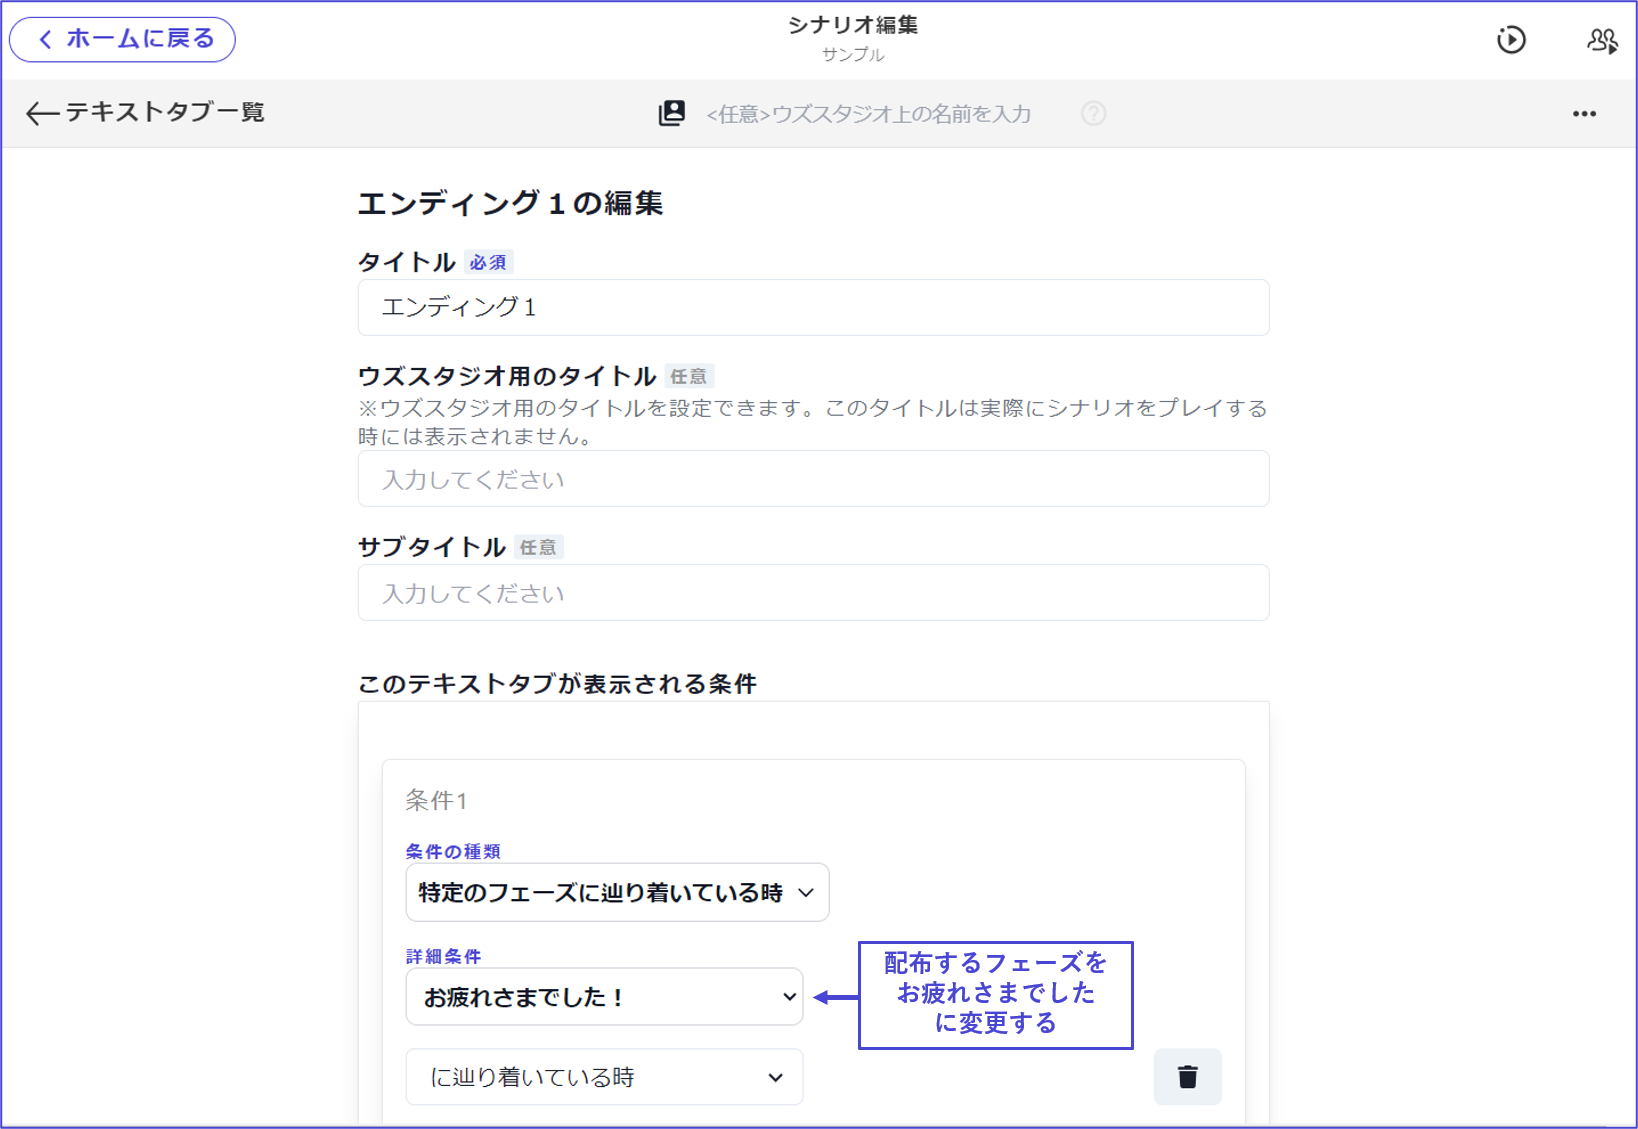 ホームに戻る
シナリオ編集
サンプル
テキストタブ一覧
<任意>ウズスタジオ上の名前を入力
?
エンディング１の編集
タイトル 必須
エンディング１
ウズスタジオ用のタイトル 任意
※ウズスタジオ用のタイトルを設定できます。このタイトルは実際にシナリオをプレイする
時には表示されません。
入力してください
サブタイトル 任意
入力してください
このテキストタブが表示される条件
条件1
条件の種類
特定のフェーズに辿り着いている時
詳細条件
お疲れさまでした！
配布するフェーズを
お疲れさまでした
に変更する
に辿り着いている時